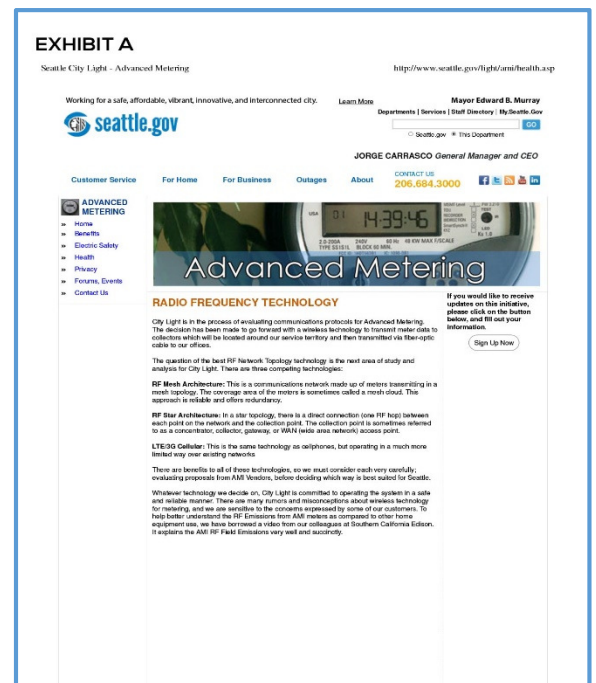 EXHIBIT A
Seattle City Light - Advanced Metering
http://www.seattle.gov/light/ami/health.asp
Working for a safe, affordable, vibrant, innovative, and interconnected city.
Learn More
Mayor Edward B. Murray
Departments | Services | Staff Directory | My.Seattle.Gov
seattle.gov
GO
Seattle.gov
This Department
JORGE CARRASCO General Manager and CEO
Customer Service
For Home
For Business
Outages
About
CONTACT US
206.684.3000
ADVANCED
METERING
» Home
» Benefits
» Electric Safety
» Health
» Privacy
» Forums, Events
» Contact Us
USA
14:39:46
240V
60 Hz
Advanced Metering
RADIO FREQUENCY TECHNOLOGY
City Light is in the process of evaluating communications protocols for Advanced Metering.
The decision has been made to go forward with a wireless technology to transmit meter data to
collectors which will be located around our service territory and then transmitted via fiber-optic
cable to our offices.
The question of the best RF Network Topology technology is the next area of study and
analysis for City Light. There are three competing technologies:
RF Mesh Architecture: This is a communications network made up of meters transmitting in a
mesh topology. The coverage area of the meters is sometimes called a mesh cloud. This
approach is reliable and offers redundancy.
RF Star Architecture: In a star topology, there is a direct connection (one RF hop) between
each point on the network and the collection point. The collection point is sometimes referred
to as a concentrator, collector, gateway, or WAN (wide area network) access point.
LTE/3G Cellular: This is the same technology as cellphones, but operating in a much more
limited way over existing networks
There are benefits to all of these technologies, so we must consider each very carefully;
evaluating proposals from AMI Vendors, before deciding which way is best suited for Seattle.
Whatever technology we decide on, City Light is committed to operating the system in a safe
and reliable manner. There are many rumors and misconceptions about wireless technology
for metering, and we are sensitive to the concerns expressed by some of our customers. To
help better understand the RF Emissions from AMI meters as compared to other home
equipment use, we have borrowed a video from our colleagues at Southern California Edison.
It explains the AMI RF Field Emissions very well and succinctly.
If you would like to receive
updates on this initiative,
please click on the button
below, and fill out your
information.
Sign Up Now